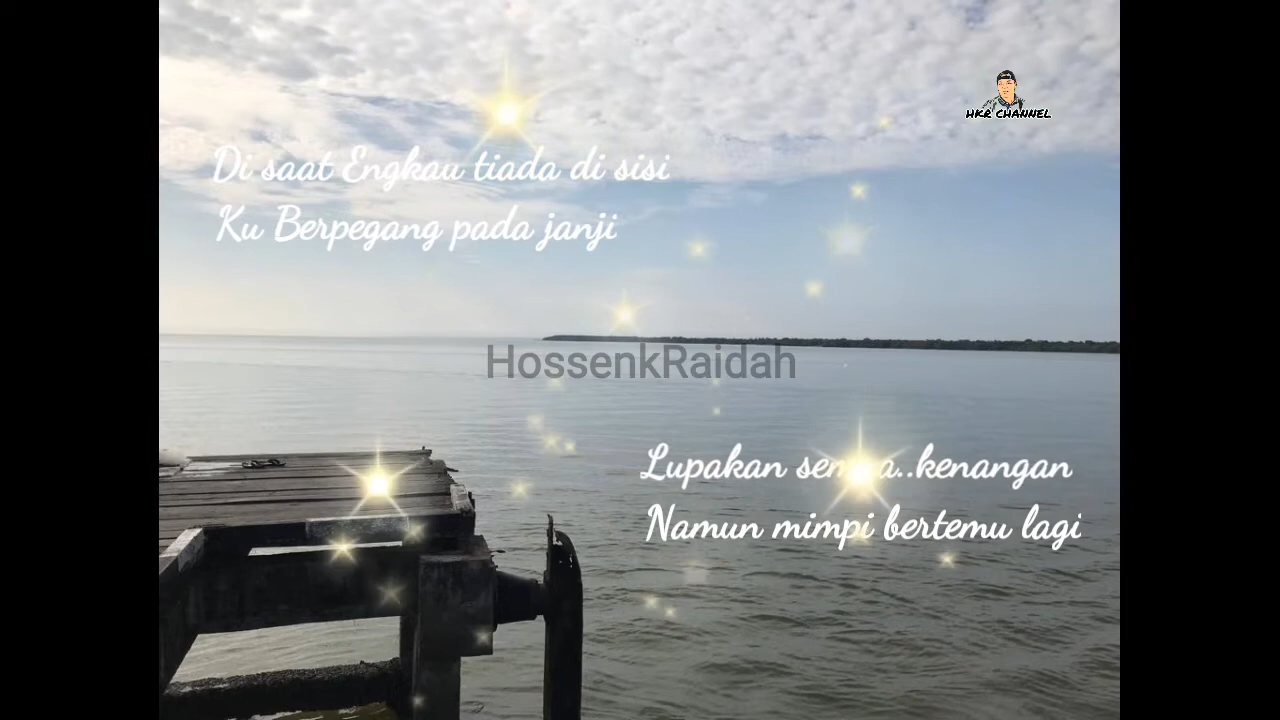 HKR CHANNEL
Di saat Engkau tiada di sisi
Ku Berpegang pada janji
HossenkRaidah
Lupakan ..kenangan
Namun mimpi bertemu lagi